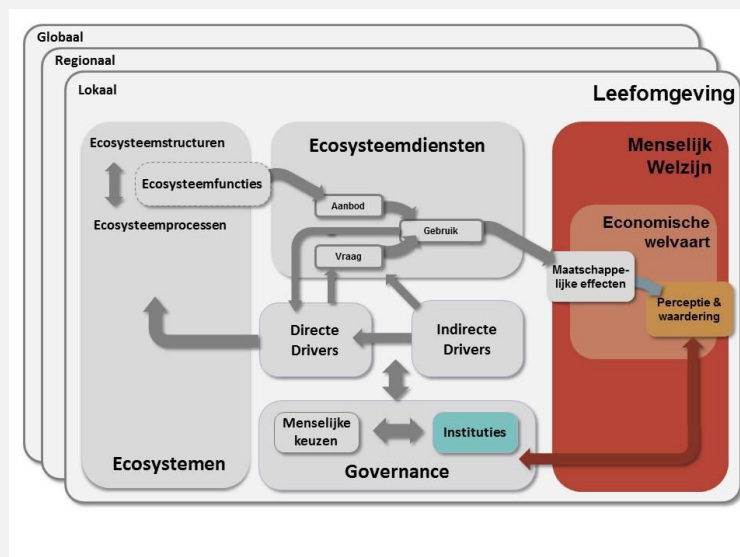 Globaal
Regionaal
Lokaal
Leefomgeving
Ecosysteemstructuren
Ecosysteemfuncties
Ecosysteemprocessen
Ecosystemen
Ecosysteemdiensten
Aanbod
Gebruik
Vraag
Directe
Drivers
Indirecte
Drivers
Menselijke
keuzen
Instituties
Governance
Menselijk
Welzijn
Economische
welvaart
Maatschappe-
lijke effecten
Perceptie &
waardering